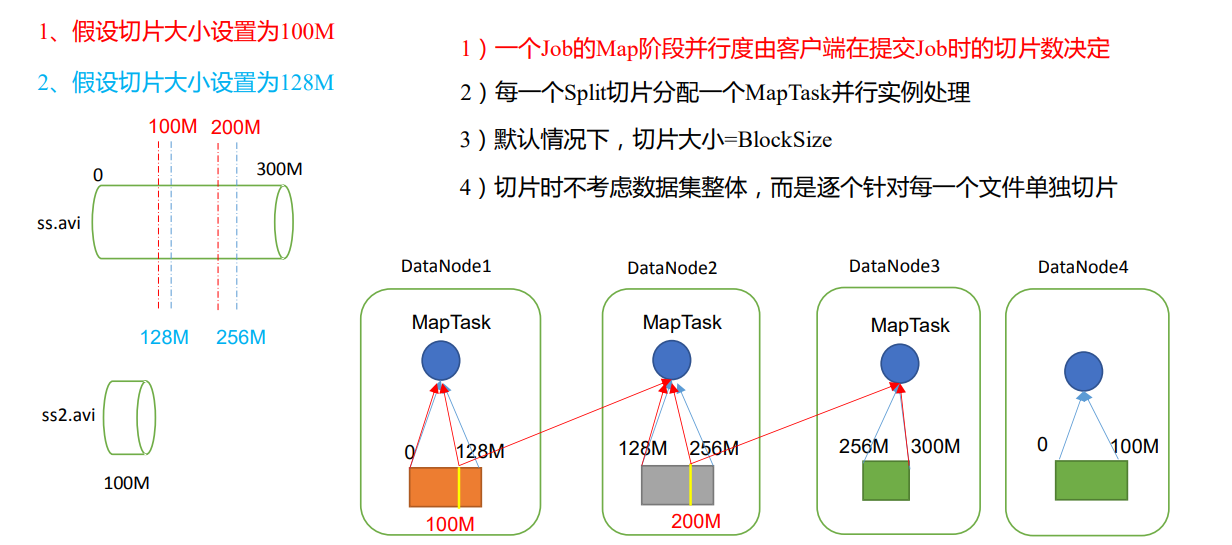 1、假设切片大小设置为100M
2、假设切片大小设置为128M
100M 200M
0
300M
ss.avi
128M 256M
ss2.avi
100M
1）一个Job的Map阶段并行度由客户端在提交Job时的切片数决定
2）每一个Split切片分配一个MapTask并行实例处理
3）默认情况下，切片大小=BlockSize
4）切片时不考虑数据集整体，而是逐个针对每一个文件单独切片
DataNode1
MapTask
0
128M
100M
DataNode2
MapTask
128M
256M
200M
DataNode3
MapTask
256M
300M
DataNode4
0
100M